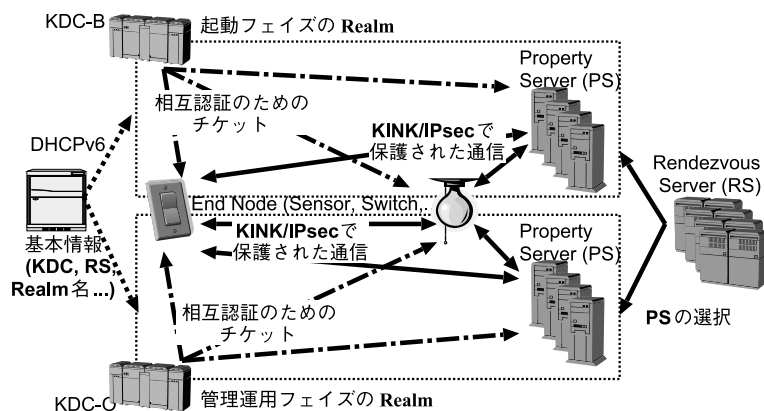 KDC-B
起動フェイズの Realm
Property
Server (PS)
相互認証のための
チケット
DHCPv6
KINK/IPsecで
保護された通信
Rendezvous
Server (RS)
End Node (Sensor, Switch,..
KINK/IPsecで
保護された通信
Property
Server (PS)
基本情報
(KDC, RS,
Realm名...)
相互認証のための
チケット
PSの選択
KDC-O
管理運用フェイズの Realm